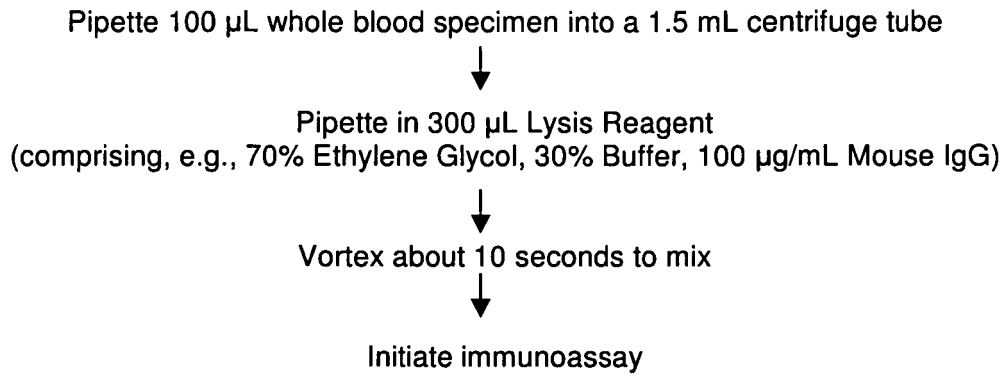 Pipette 100 µL whole blood specimen into a 1.5 mL centrifuge tube
Pipette in 300 µL Lysis Reagent
(comprising, e.g., 70% Ethylene Glycol, 30% Buffer, 100 µg/mL Mouse IgG)
Vortex about 10 seconds to mix
Initiate immunoassay